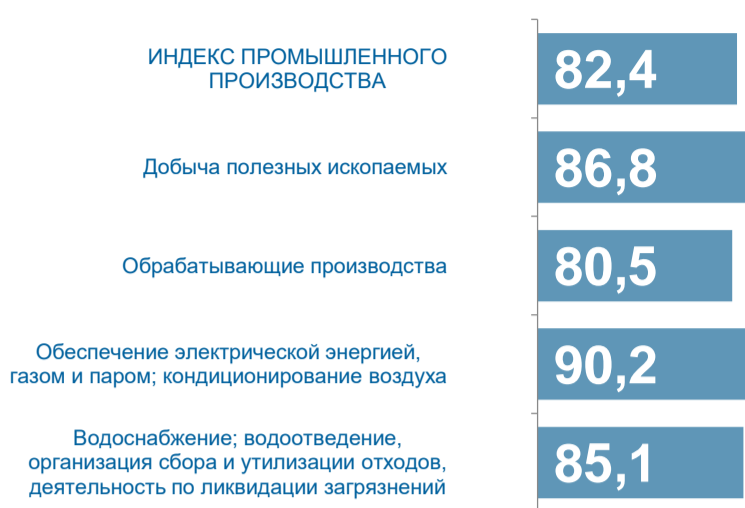 ИНДЕКС ПРОМЫШЛЕННОГО
ПРОИЗВОДСТВА
82,4
Добыча полезных ископаемых
86,8
Обрабатывающие производства
80,5
Обеспечение электрической энергией,
газом и паром; кондиционирование воздуха
90,2
Водоснабжение; водоотведение,
организация сбора и утилизации отходов,
деятельность по ликвидации загрязнений
85,1